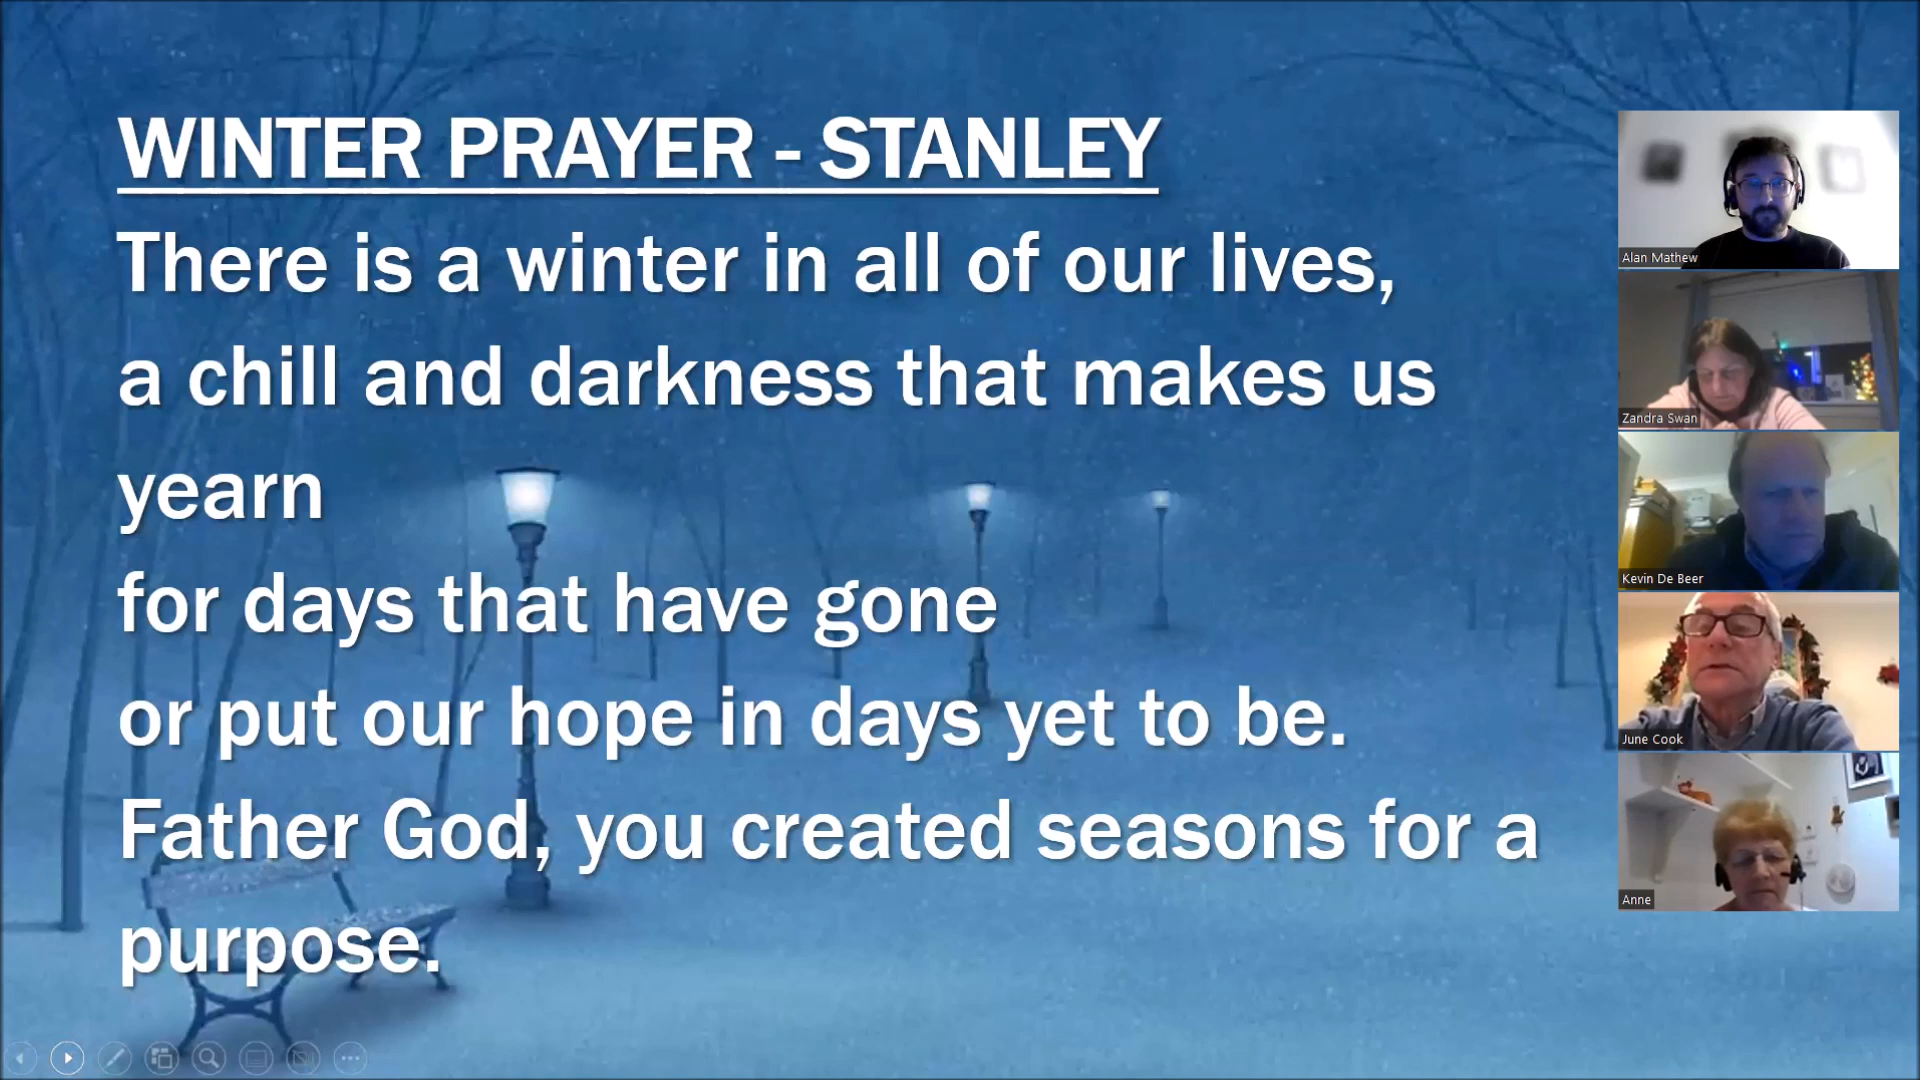 WINTER PRAYER - STANLEY
There is a winter in all of our lives,
a chill and darkness that makes us
yearn
for days that have gone
or put our hope in days yet to be.
Father God, you created seasons for a
purpose.
Alan Mathew
Zandra Swan
Kevin De Beer
June Cook
Anne